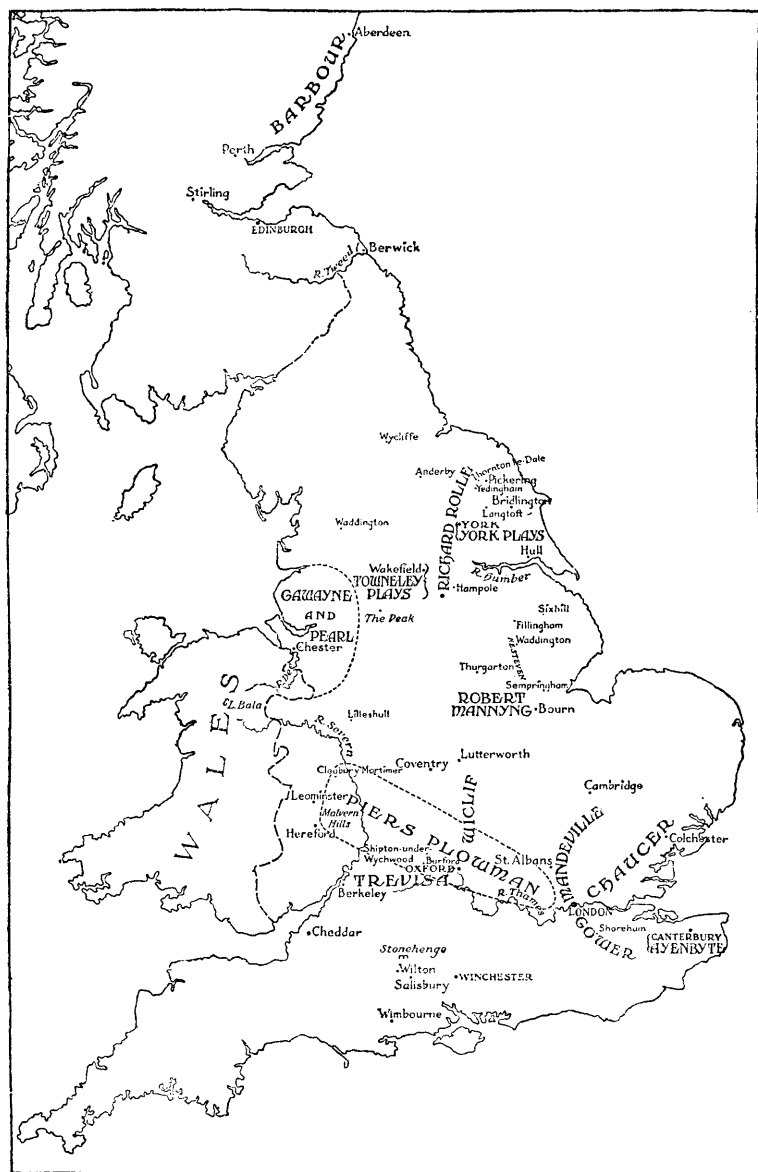 Aberdeen
BARBOUR
Perth
Stirling
EDINBURGH
Berwick
R. Tweed
Wycliffe
Anderby
Thornton-le-Dale
Pickering
Yedingham
Bridlington
Langtoft
RICHARD ROLLE
Waddington
YORK
YORK PLAYS
Hull
Wakefield
TOWNELEY
PLAYS
R. Humber
Hampole
GAWAYNE
AND
PEARL
The Peak
Chester
R. Dee
Sixhill
Fillingham
Waddington
KESTEVEN
Thurgarton
Sempringham
ROBERT
MANNYNG
Bourn
WALES
L. Bala
Lilleshull
R. Severn
Coventry
Lutterworth
Cleobury Mortimer
WICLIF
Cambridge
Leominster
Malvern
Hills
Hereford
PIERS PLOWMAN
MANDEVILLE
CHAUCER
Colchester
Shipton-under-
Wychwood
Burford
OXFORD
St. Albans
TREVISA
Berkeley
R. Thames
LONDON
GOWER
Shoreham
CANTERBURY
AYENBYTE
Cheddar
Stonehenge
Wilton
Salisbury
WINCHESTER
Wimbourne